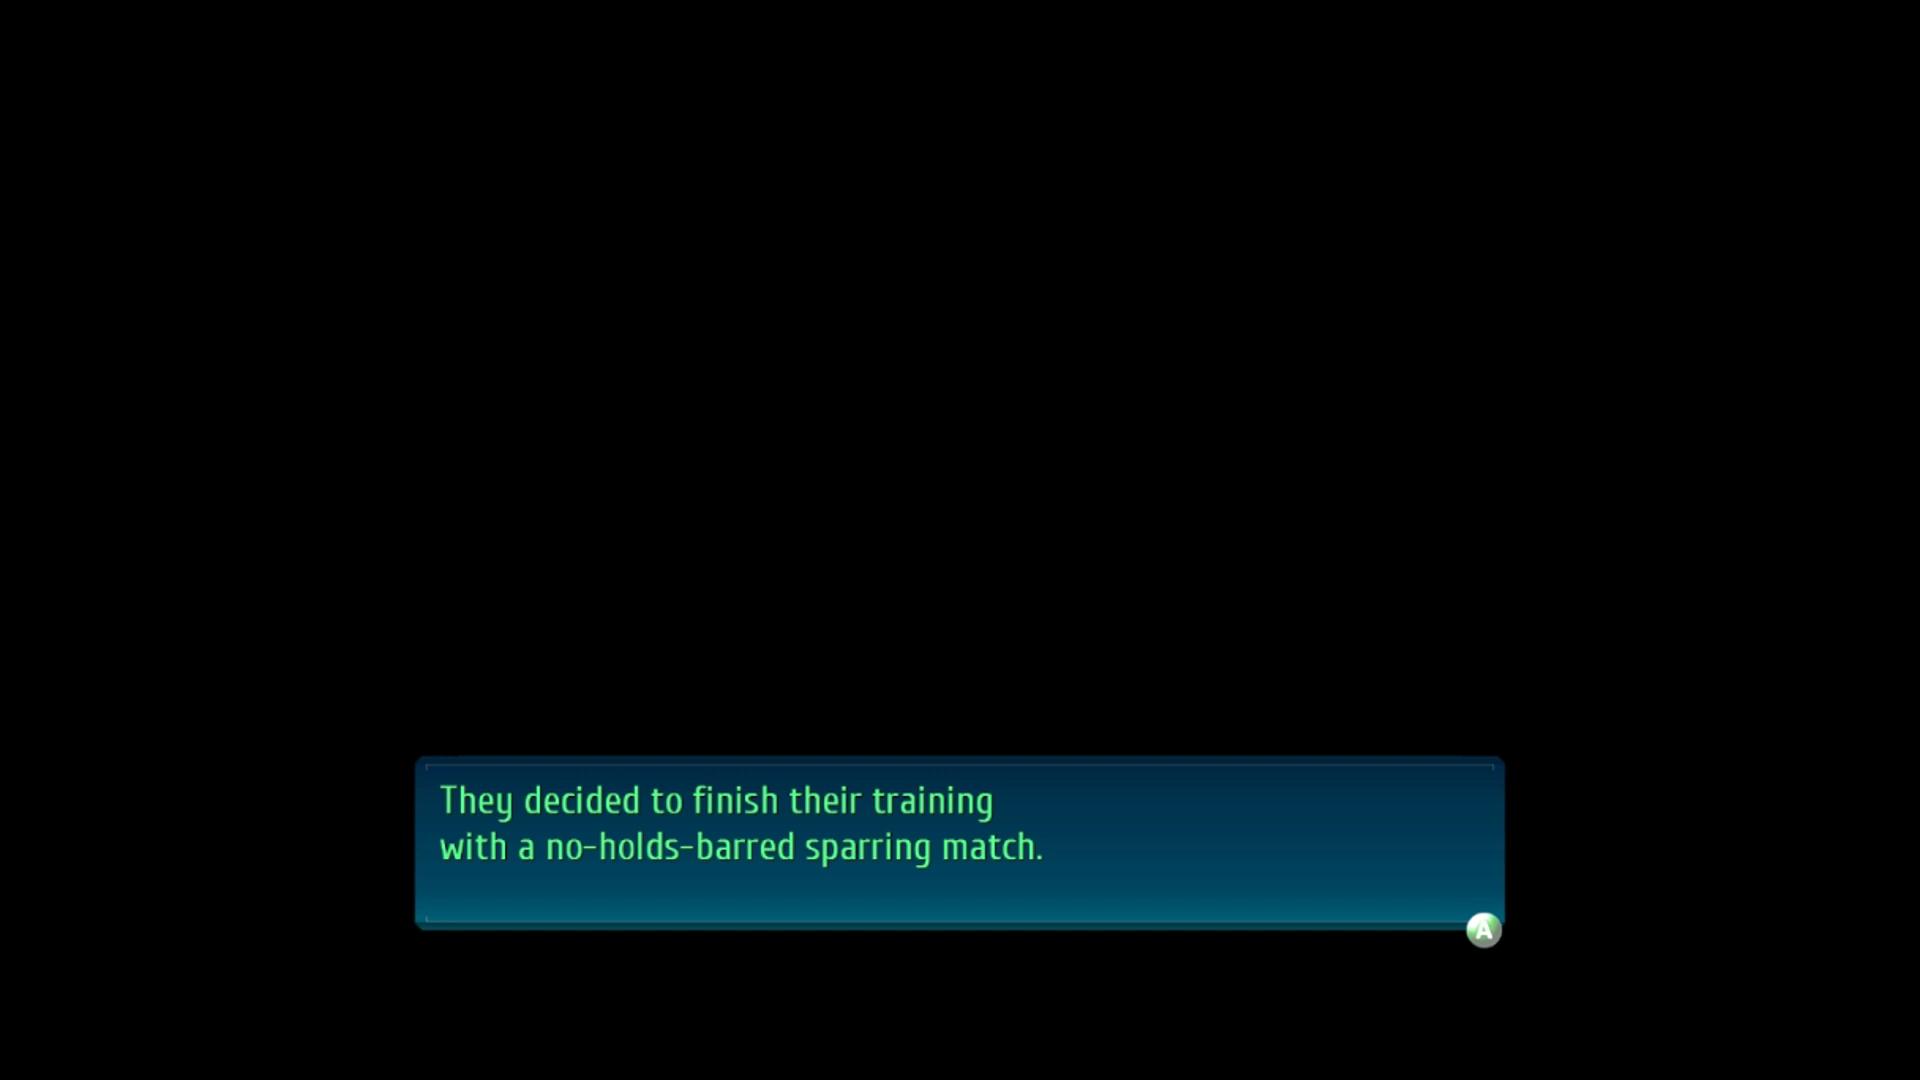 They decided to finish their training
with a no-holds-barred sparring match.
A